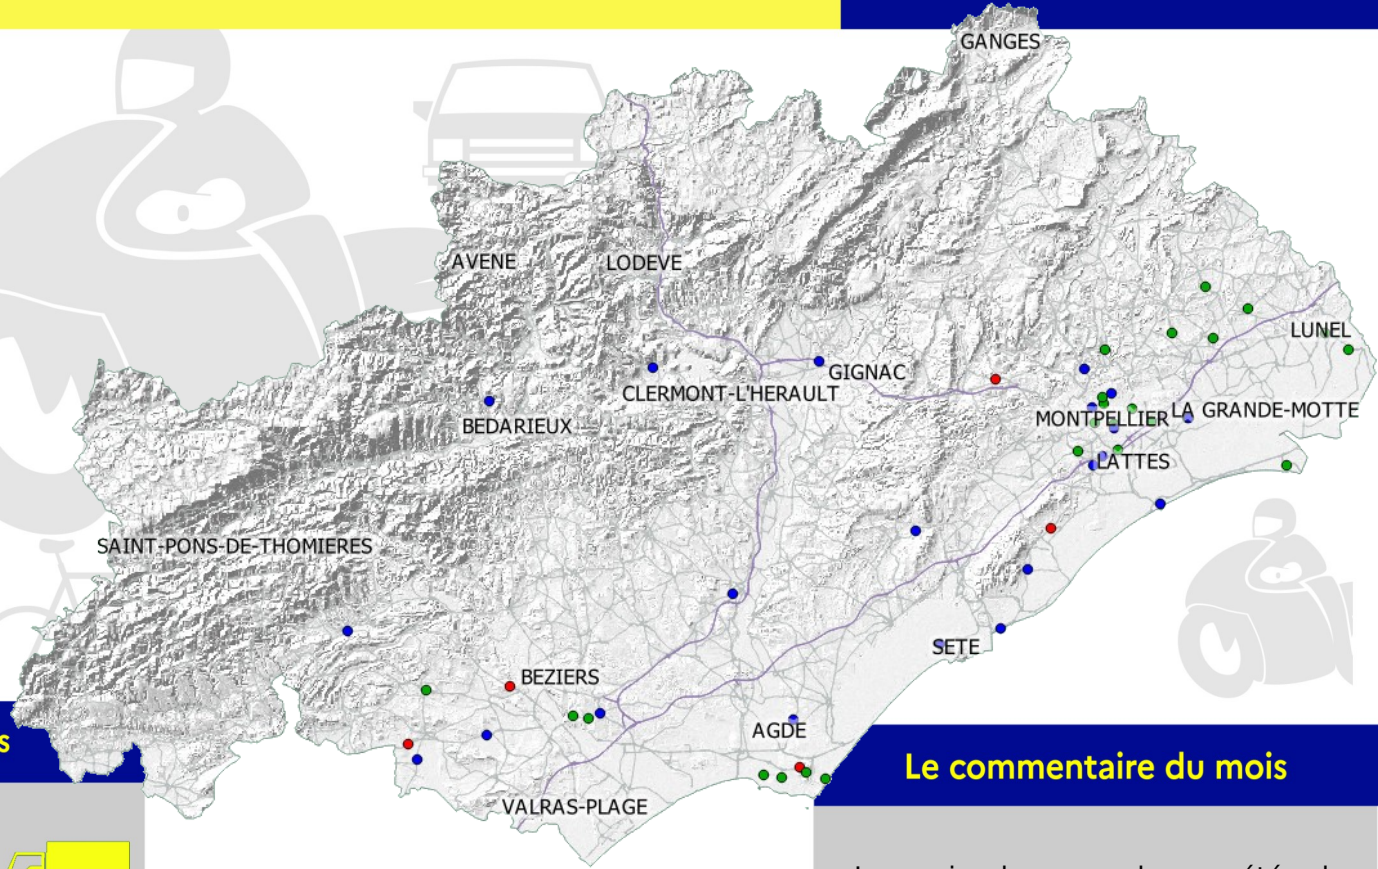 GANGES
AVENE
LODEVE
LUNEL
GIGNAC
CLERMONT-L'HERAULT
BEDARIEUX
MONTPELLIER
LA GRANDE-MOTTE
LATTES
SAINT-PONS-DE-THOMIERES
SETE
BEZIERS
AGDE
s
Le commentaire du mois
VALRAS-PLAGE